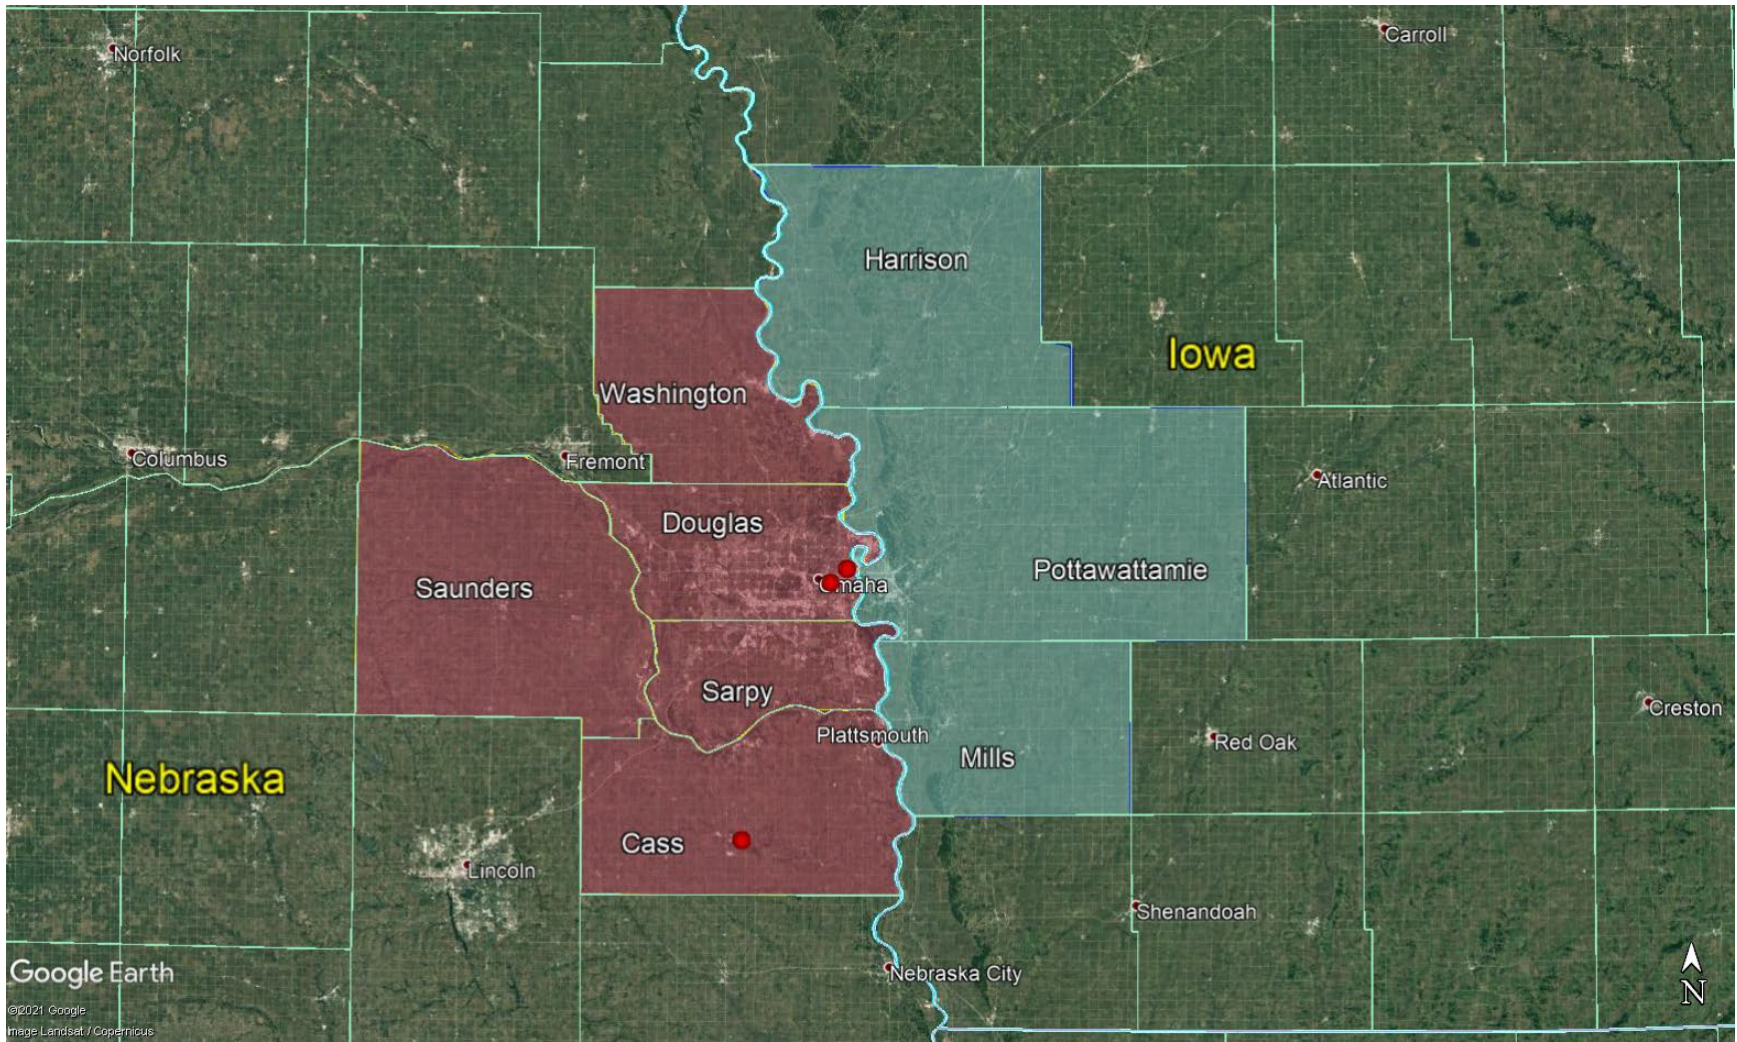 Norfolk
Carroll
Harrison
Iowa
Washington
Columbus
Fremont
Atlantic
Douglas
Pottawattamie
Saunders
Omaha
Sarpy
Creston
Plattsmouth
Red Oak
Mills
Nebraska
Cass
Lincoln
Shenandoah
Google Earth
Nebraska City
N
©2021 Google
Image Landsat / Copernicus